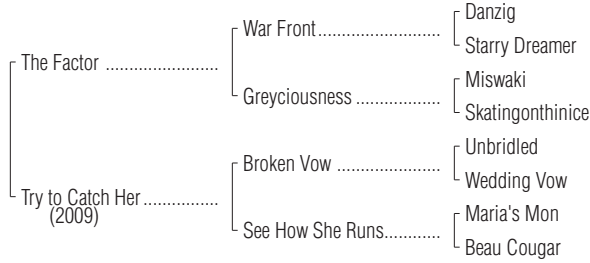 Danzig
War Front
Starry Dreamer
The Factor
Miswaki
Greyciousness
Skatingonthinice
Unbridled
Broken Vow
Wedding Vow
Try to Catch Her
(2009)
Maria's Mon
See How She Runs
Beau Cougar